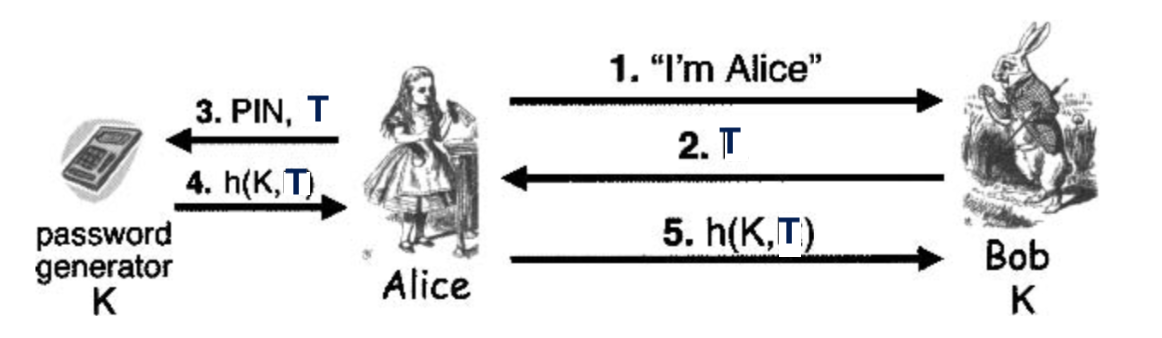 1. “I’m Alice”
3. PIN, T
2. T
4. h(K,T)
password
generator
K
5. h(K,T)
Alice
Bob
K